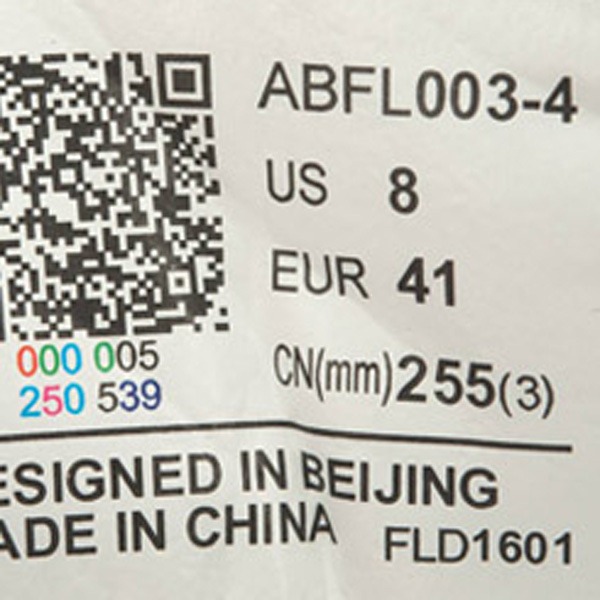 ABFL003-4
US 8
EUR 41
CN(mm)255(3)
000 005
250 539
ESIGNED IN BEIJING
ADE IN CHINA FLD1601